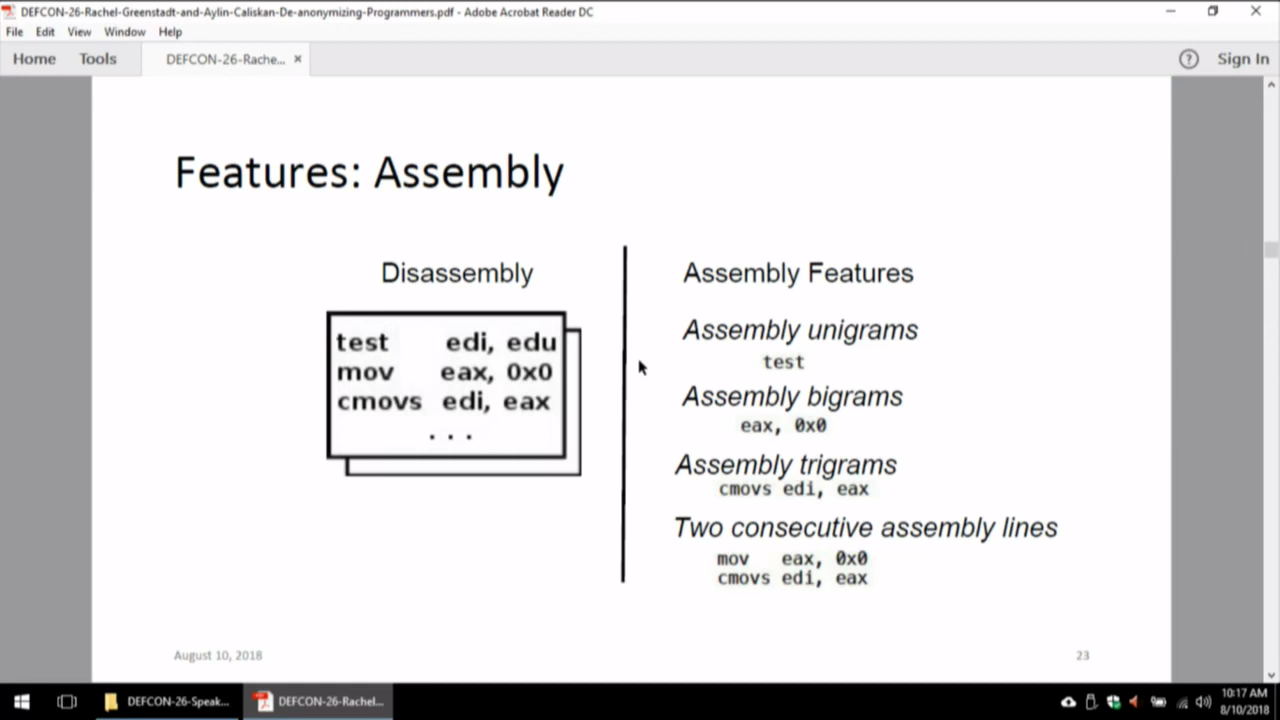 DEFCON-26-Rachel-Greenstadt-and-Aylin-Caliskan-De-anonymizing-Programmers.pdf - Adobe Acrobat Reader DC
File Edit View Window Help
Home Tools DEFCON-26-Rache... × ? Sign In
Features: Assembly
Disassembly
test edi, edu
mov eax, 0x0
cmovs edi, eax
...
Assembly Features
Assembly unigrams
test
Assembly bigrams
eax, 0x0
Assembly trigrams
cmovs edi, eax
Two consecutive assembly lines
mov eax, 0x0
cmovs edi, eax
August 10, 2018
23
DEFCON-26-Speak...
DEFCON-26-Rachel...
10:17 AM
8/10/2018